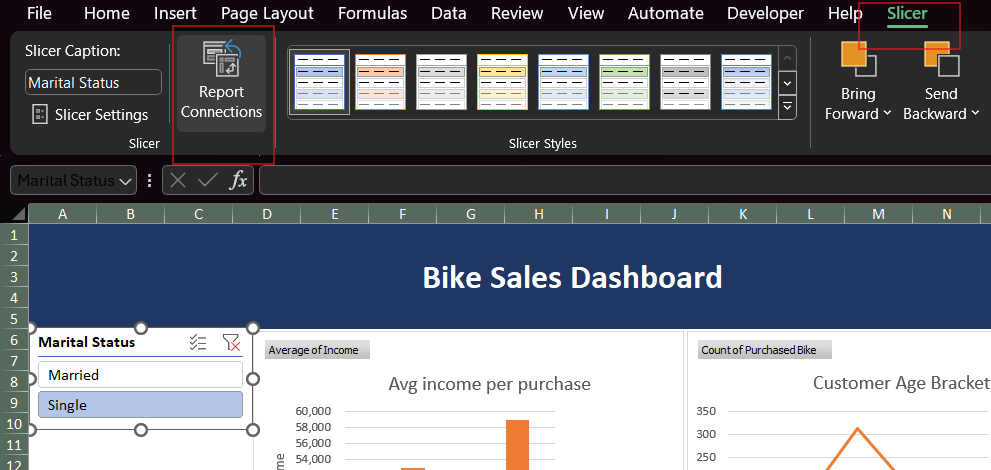 File Home Insert Page Layout Formulas Data Review View Automate Developer Help Slicer
Slicer Caption:
Marital Status
Slicer Settings
Slicer
Report
Connections
Slicer Styles
Bring
Forward
Send
Backward
Marital Status fx
A B C D E F G H I J K L M N
1
2
3
4
5
Bike Sales Dashboard
6
7
8
9
10
11
12
Marital Status
Married
Single
Average of Income
Avg income per purchase
60,000
58,000
56,000
54,000
Count of Purchased Bike
Customer Age Bracket
350
300
250